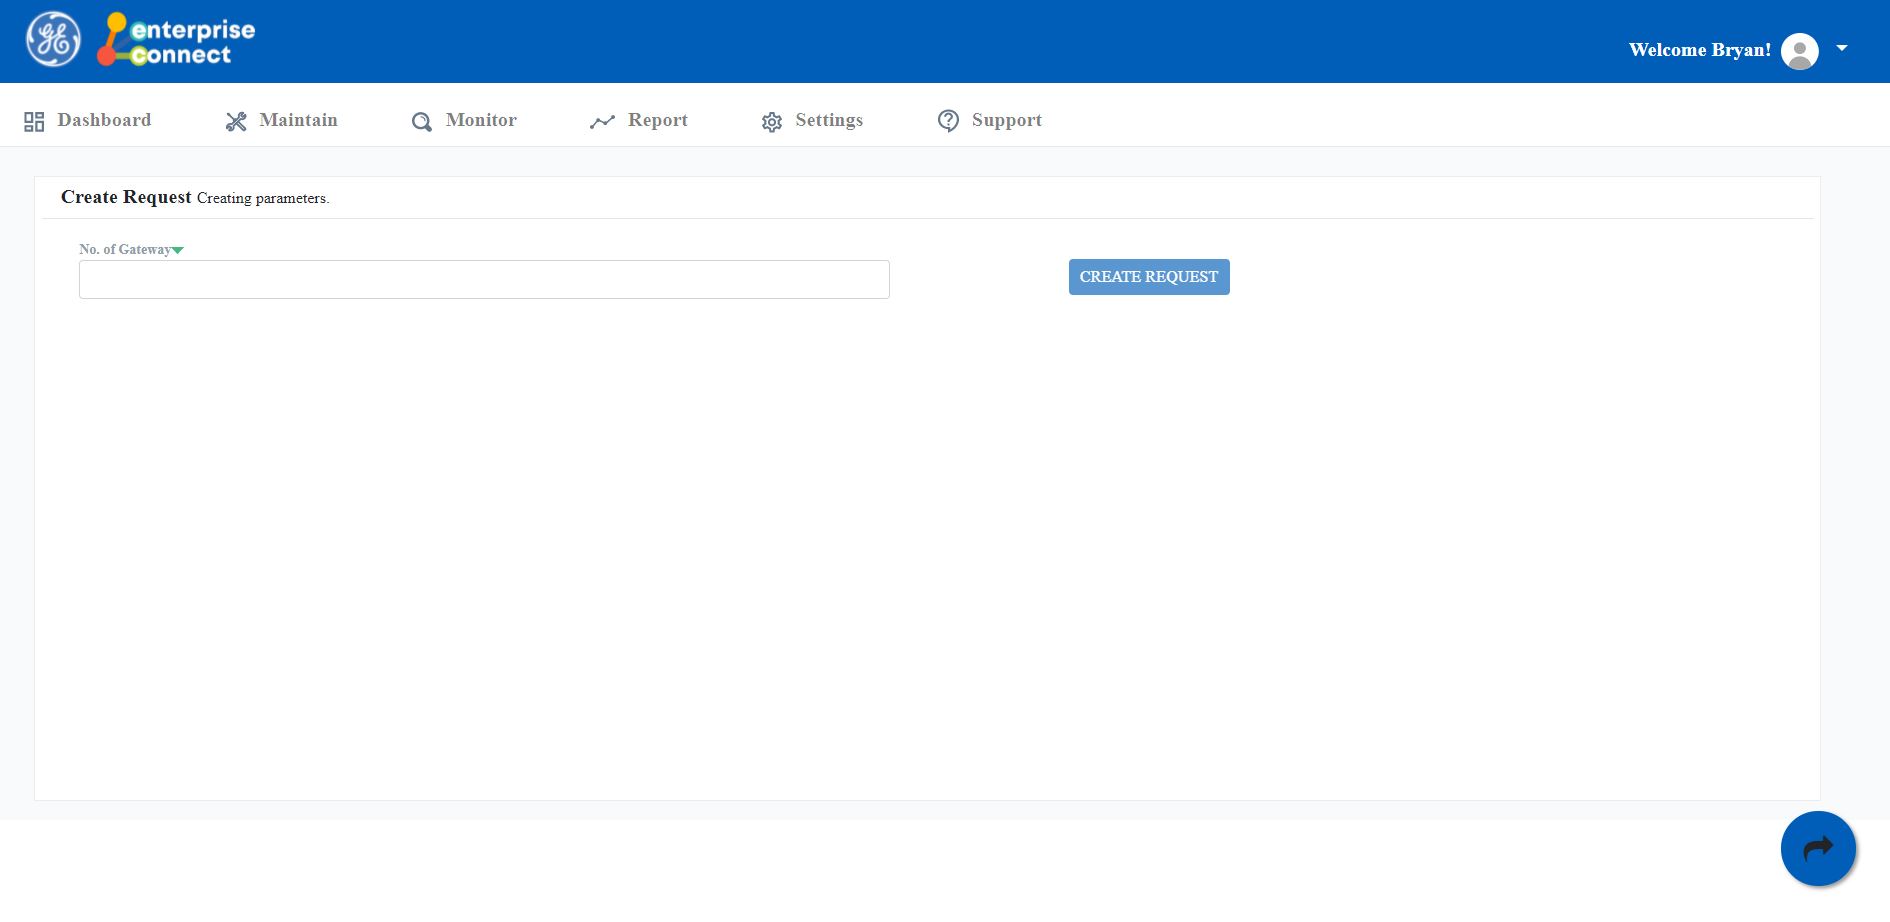 GE enterprise connect
Welcome Bryan!
Dashboard Maintain Monitor Report Settings Support
Create Request Creating parameters.
No. of Gateway
CREATE REQUEST